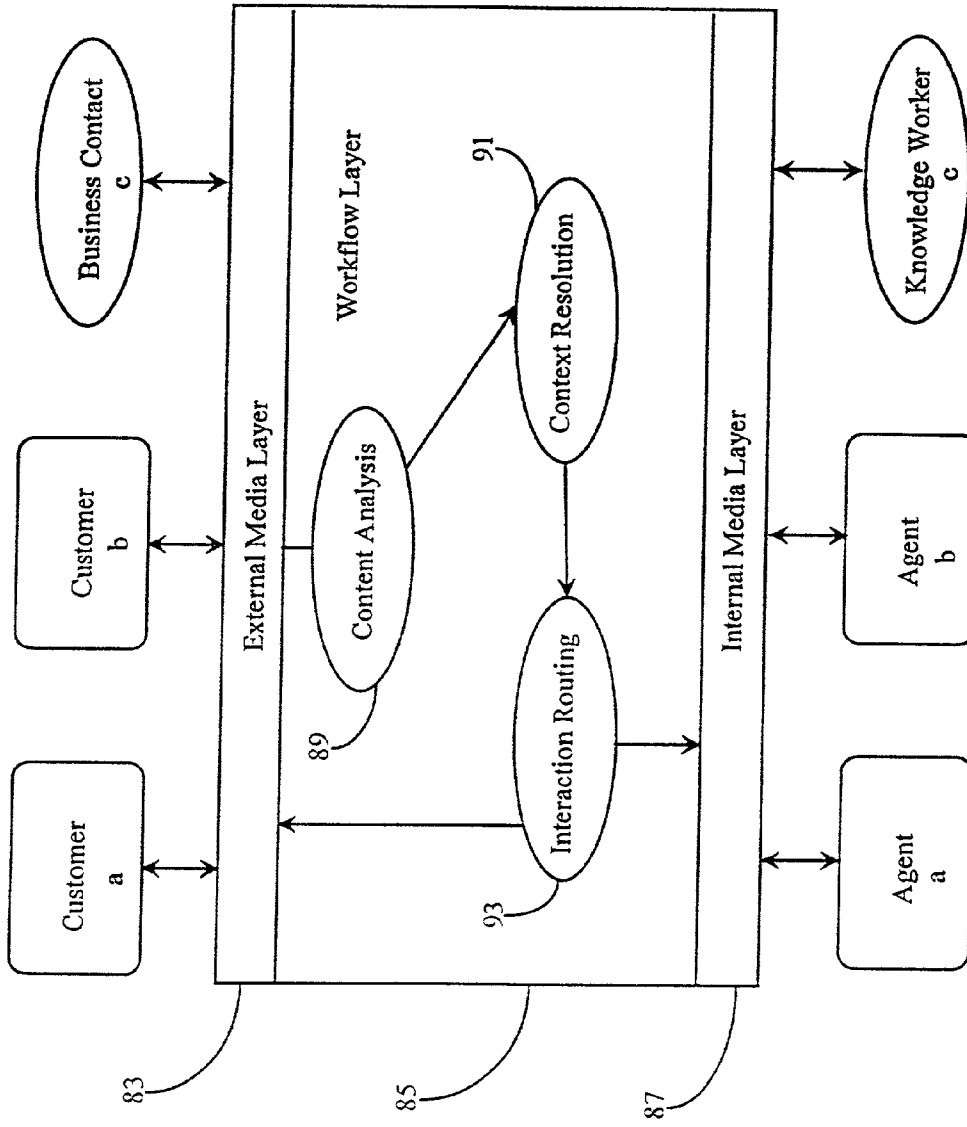 Customer
a
Customer
b
Business Contact
c
83
External Media Layer
85
Workflow Layer
89
Content Analysis
91
Context Resolution
93
Interaction Routing
87
Internal Media Layer
Agent
a
Agent
b
Knowledge Worker
c